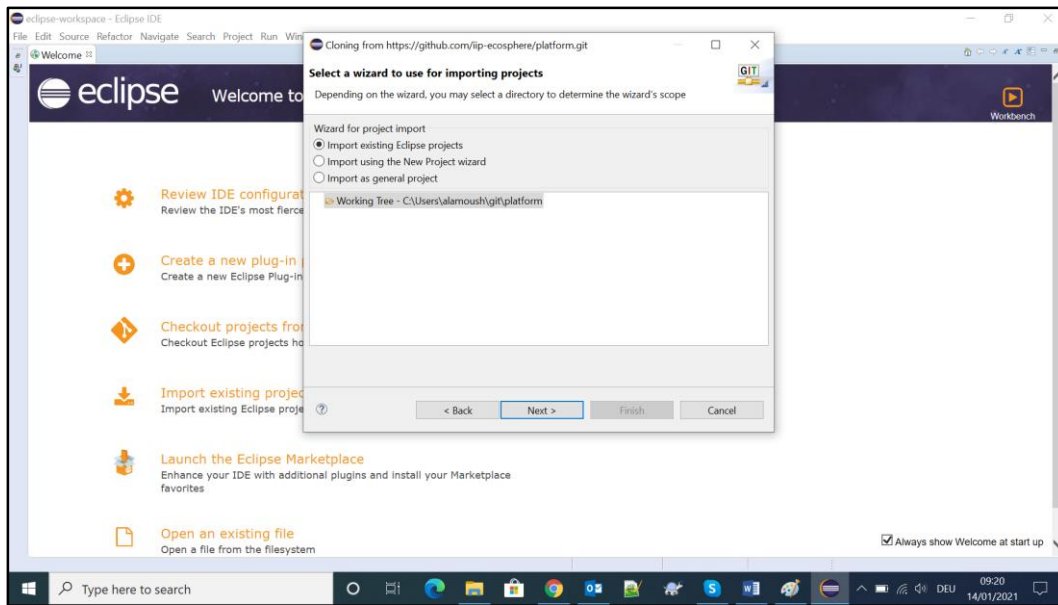 eclipse-workspace - Eclipse IDE
File Edit Source Refactor Navigate Search Project Run Win
Welcome
eclipse Welcome to
Workbench
Cloning from https://github.com/iip-ecosphere/platform.git
Select a wizard to use for importing projects
GIT
Depending on the wizard, you may select a directory to determine the wizard's scope
Wizard for project import
Import existing Eclipse projects
Import using the New Project wizard
Import as general project
Working Tree - C:\Users\alamoush\git\platform
< Back Next > Finish Cancel
Review IDE configurat
Review the IDE's most fierce
Create a new plug-in
Create a new Eclipse Plug-in
Checkout projects fro
Checkout Eclipse projects ho
Import existing projec
Import existing Eclipse proje
Launch the Eclipse Marketplace
Enhance your IDE with additional plugins and install your Marketplace
favorites
Open an existing file
Open a file from the filesystem
Always show Welcome at start up
Type here to search
DEU
09:20
14/01/2021